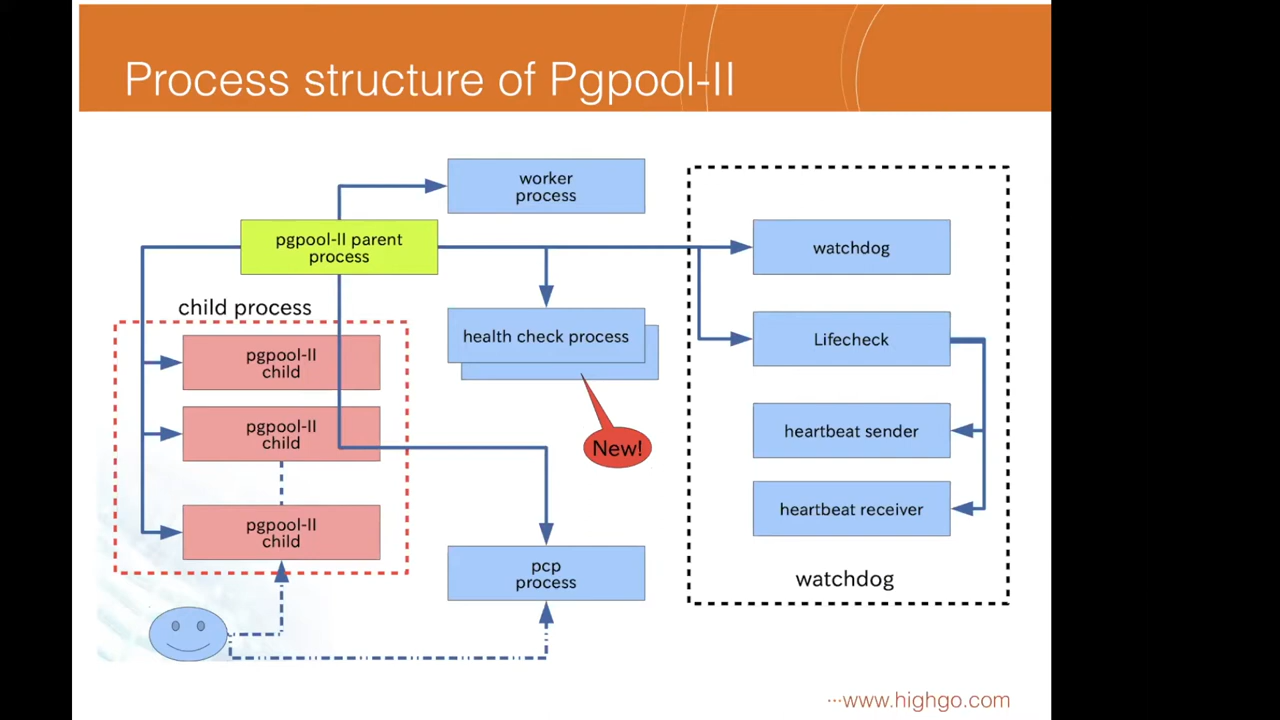 Process structure of Pgpool-II
worker
process
pgpool-II parent
process
watchdog
child process
health check process
Lifecheck
pgpool-II
child
pgpool-II
child
New!
heartbeat sender
heartbeat receiver
pgpool-II
child
pcp
process
watchdog
···www.highgo.com